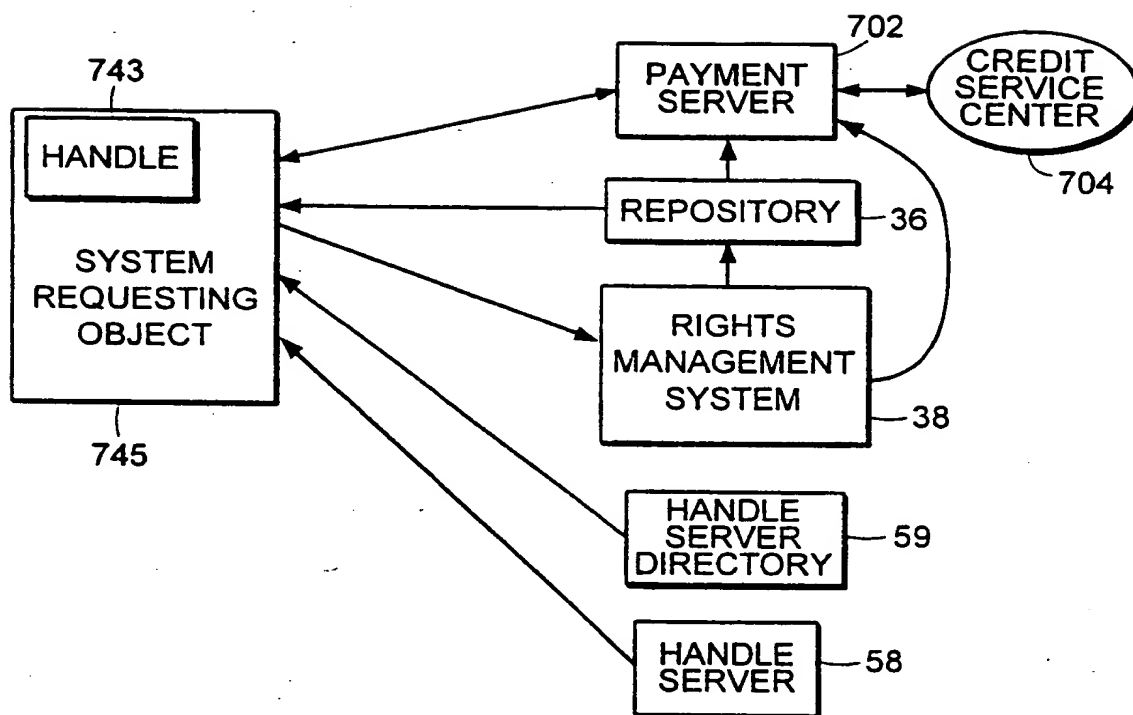 702
743
PAYMENT
SERVER
CREDIT
SERVICE
CENTER
704
HANDLE
REPOSITORY
36
SYSTEM
REQUESTING
OBJECT
745
RIGHTS
MANAGEMENT
SYSTEM
38
HANDLE
SERVER
DIRECTORY
59
HANDLE
SERVER
58